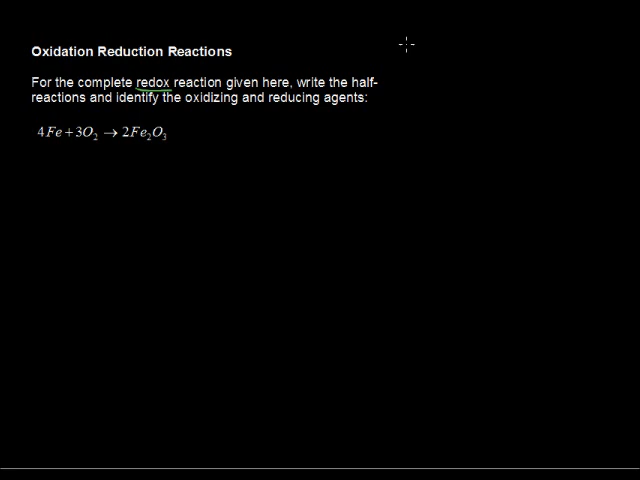 Oxidation Reduction Reactions
For the complete redox reaction given here, write the half-
reactions and identify the oxidizing and reducing agents:
4Fe+3O₂ → 2Fe₂O₃